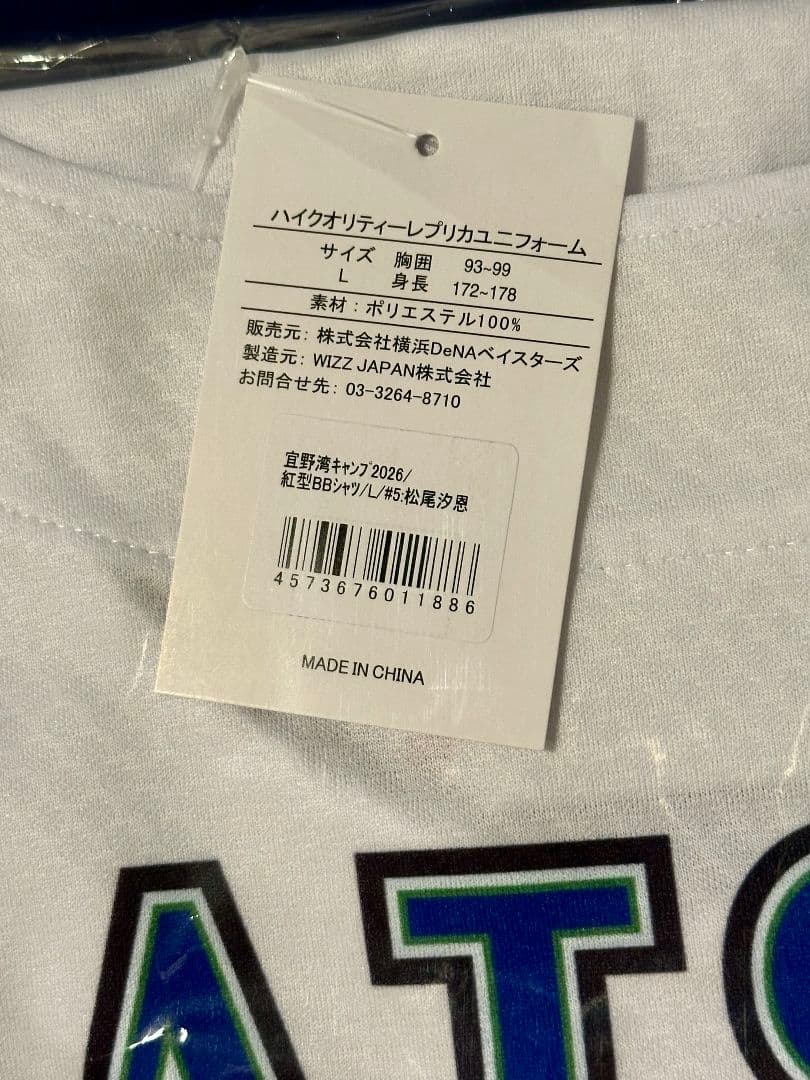 ハイクオリティーレプリカユニフォーム
サイズ 胸囲 93~99
L 身長 172~178
素材：ポリエステル100%
販売元：株式会社横浜DeNAベイスターズ
製造元：WIZZ JAPAN株式会社
お問合せ先：03-3264-8710
宜野湾キャンプ2026/
紅型BBシャツ/L/#5:松尾汐恩
4573676011886
MADE IN CHINA
AT